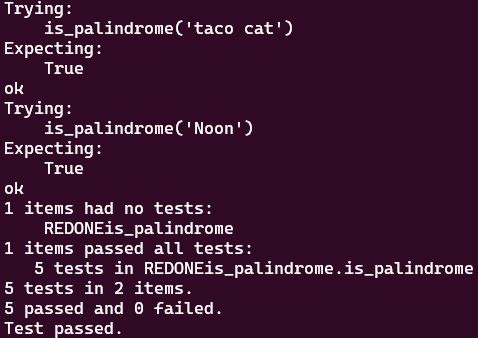 Trying:
    is_palindrome('taco cat')
Expecting:
    True
ok
Trying:
    is_palindrome('Noon')
Expecting:
    True
ok
1 items had no tests:
    REDONEis_palindrome
1 items passed all tests:
   5 tests in REDONEis_palindrome.is_palindrome
5 tests in 2 items.
5 passed and 0 failed.
Test passed.